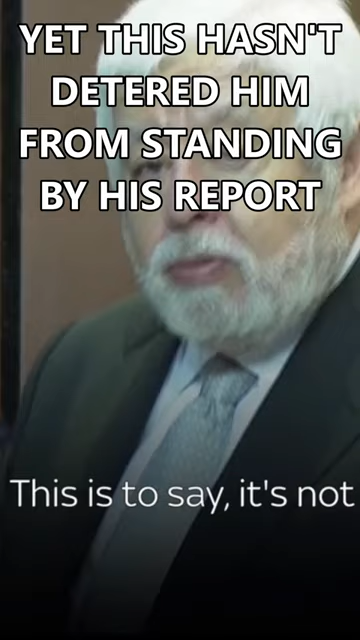 YET THIS HASN'T
DETERED HIM
FROM STANDING
BY HIS REPORT
This is to say, it's not